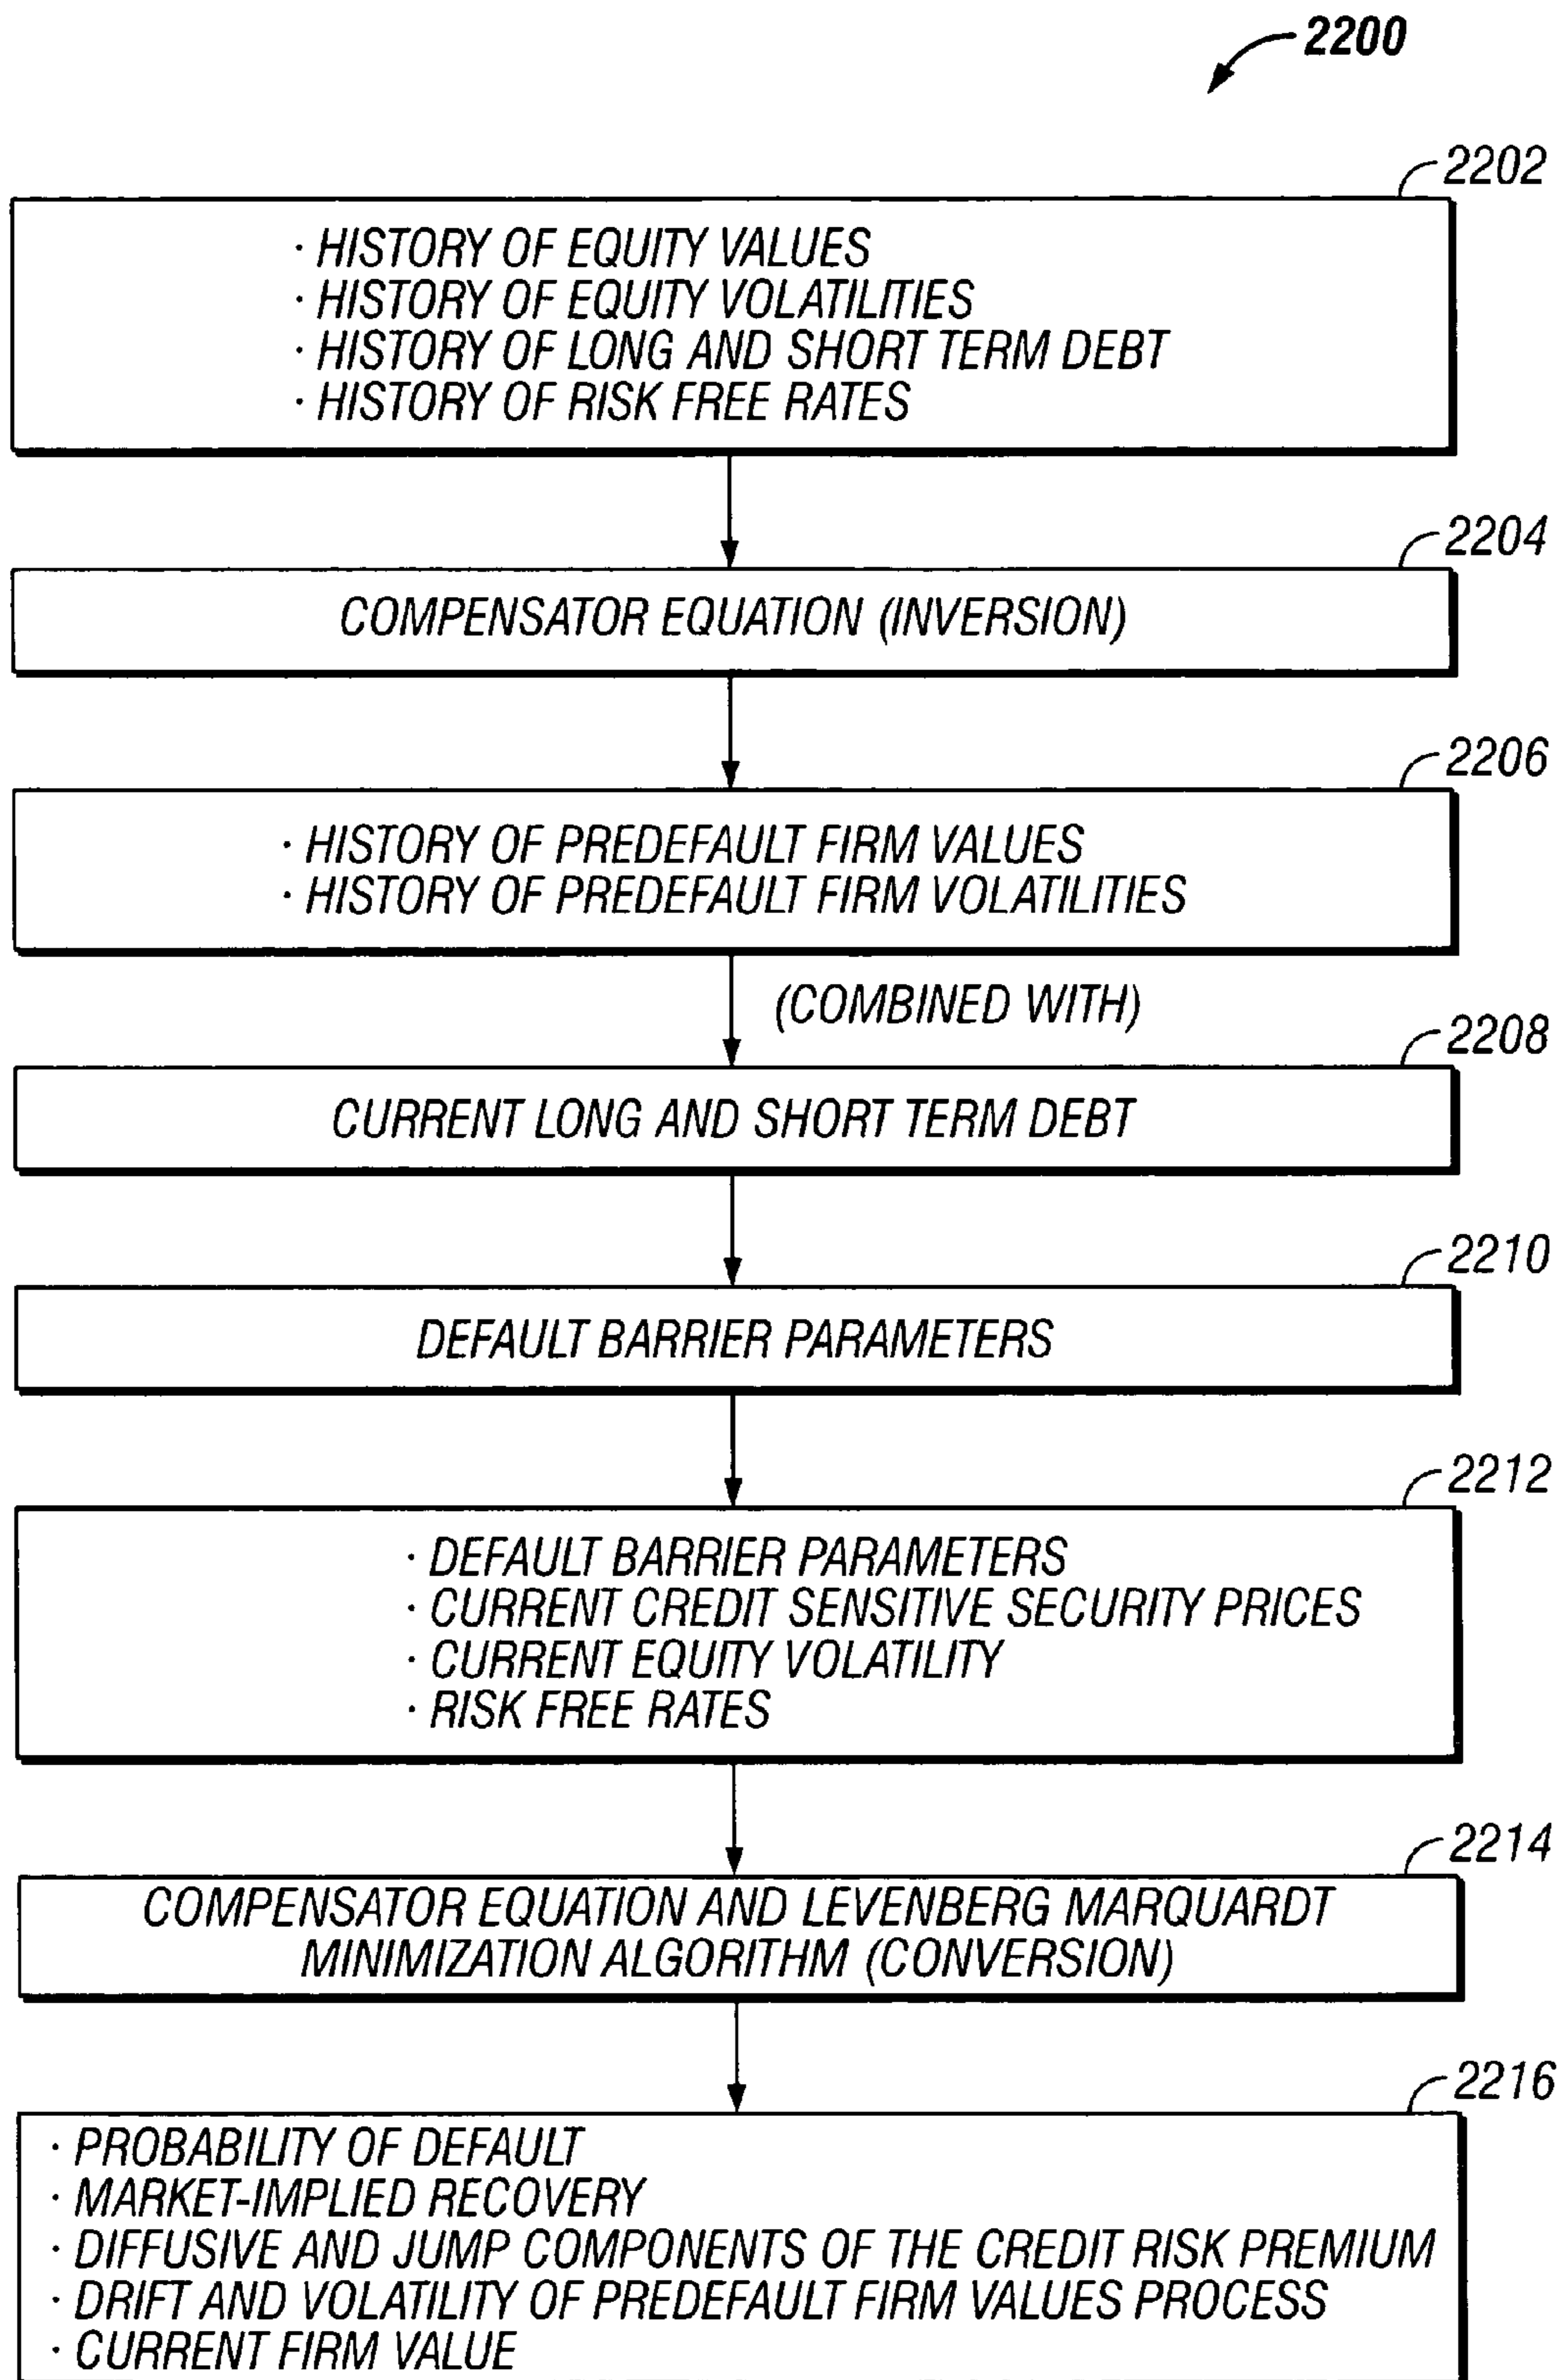 2200
2202
· HISTORY OF EQUITY VALUES
· HISTORY OF EQUITY VOLATILITIES
· HISTORY OF LONG AND SHORT TERM DEBT
· HISTORY OF RISK FREE RATES
2204
COMPENSATOR EQUATION (INVERSION)
2206
· HISTORY OF PREDEFAULT FIRM VALUES
· HISTORY OF PREDEFAULT FIRM VOLATILITIES
(COMBINED WITH)
2208
CURRENT LONG AND SHORT TERM DEBT
2210
DEFAULT BARRIER PARAMETERS
2212
· DEFAULT BARRIER PARAMETERS
· CURRENT CREDIT SENSITIVE SECURITY PRICES
· CURRENT EQUITY VOLATILITY
· RISK FREE RATES
2214
COMPENSATOR EQUATION AND LEVENBERG MARQUARDT
MINIMIZATION ALGORITHM (CONVERSION)
2216
· PROBABILITY OF DEFAULT
· MARKET-IMPLIED RECOVERY
· DIFFUSIVE AND JUMP COMPONENTS OF THE CREDIT RISK PREMIUM
· DRIFT AND VOLATILITY OF PREDEFAULT FIRM VALUES PROCESS
· CURRENT FIRM VALUE